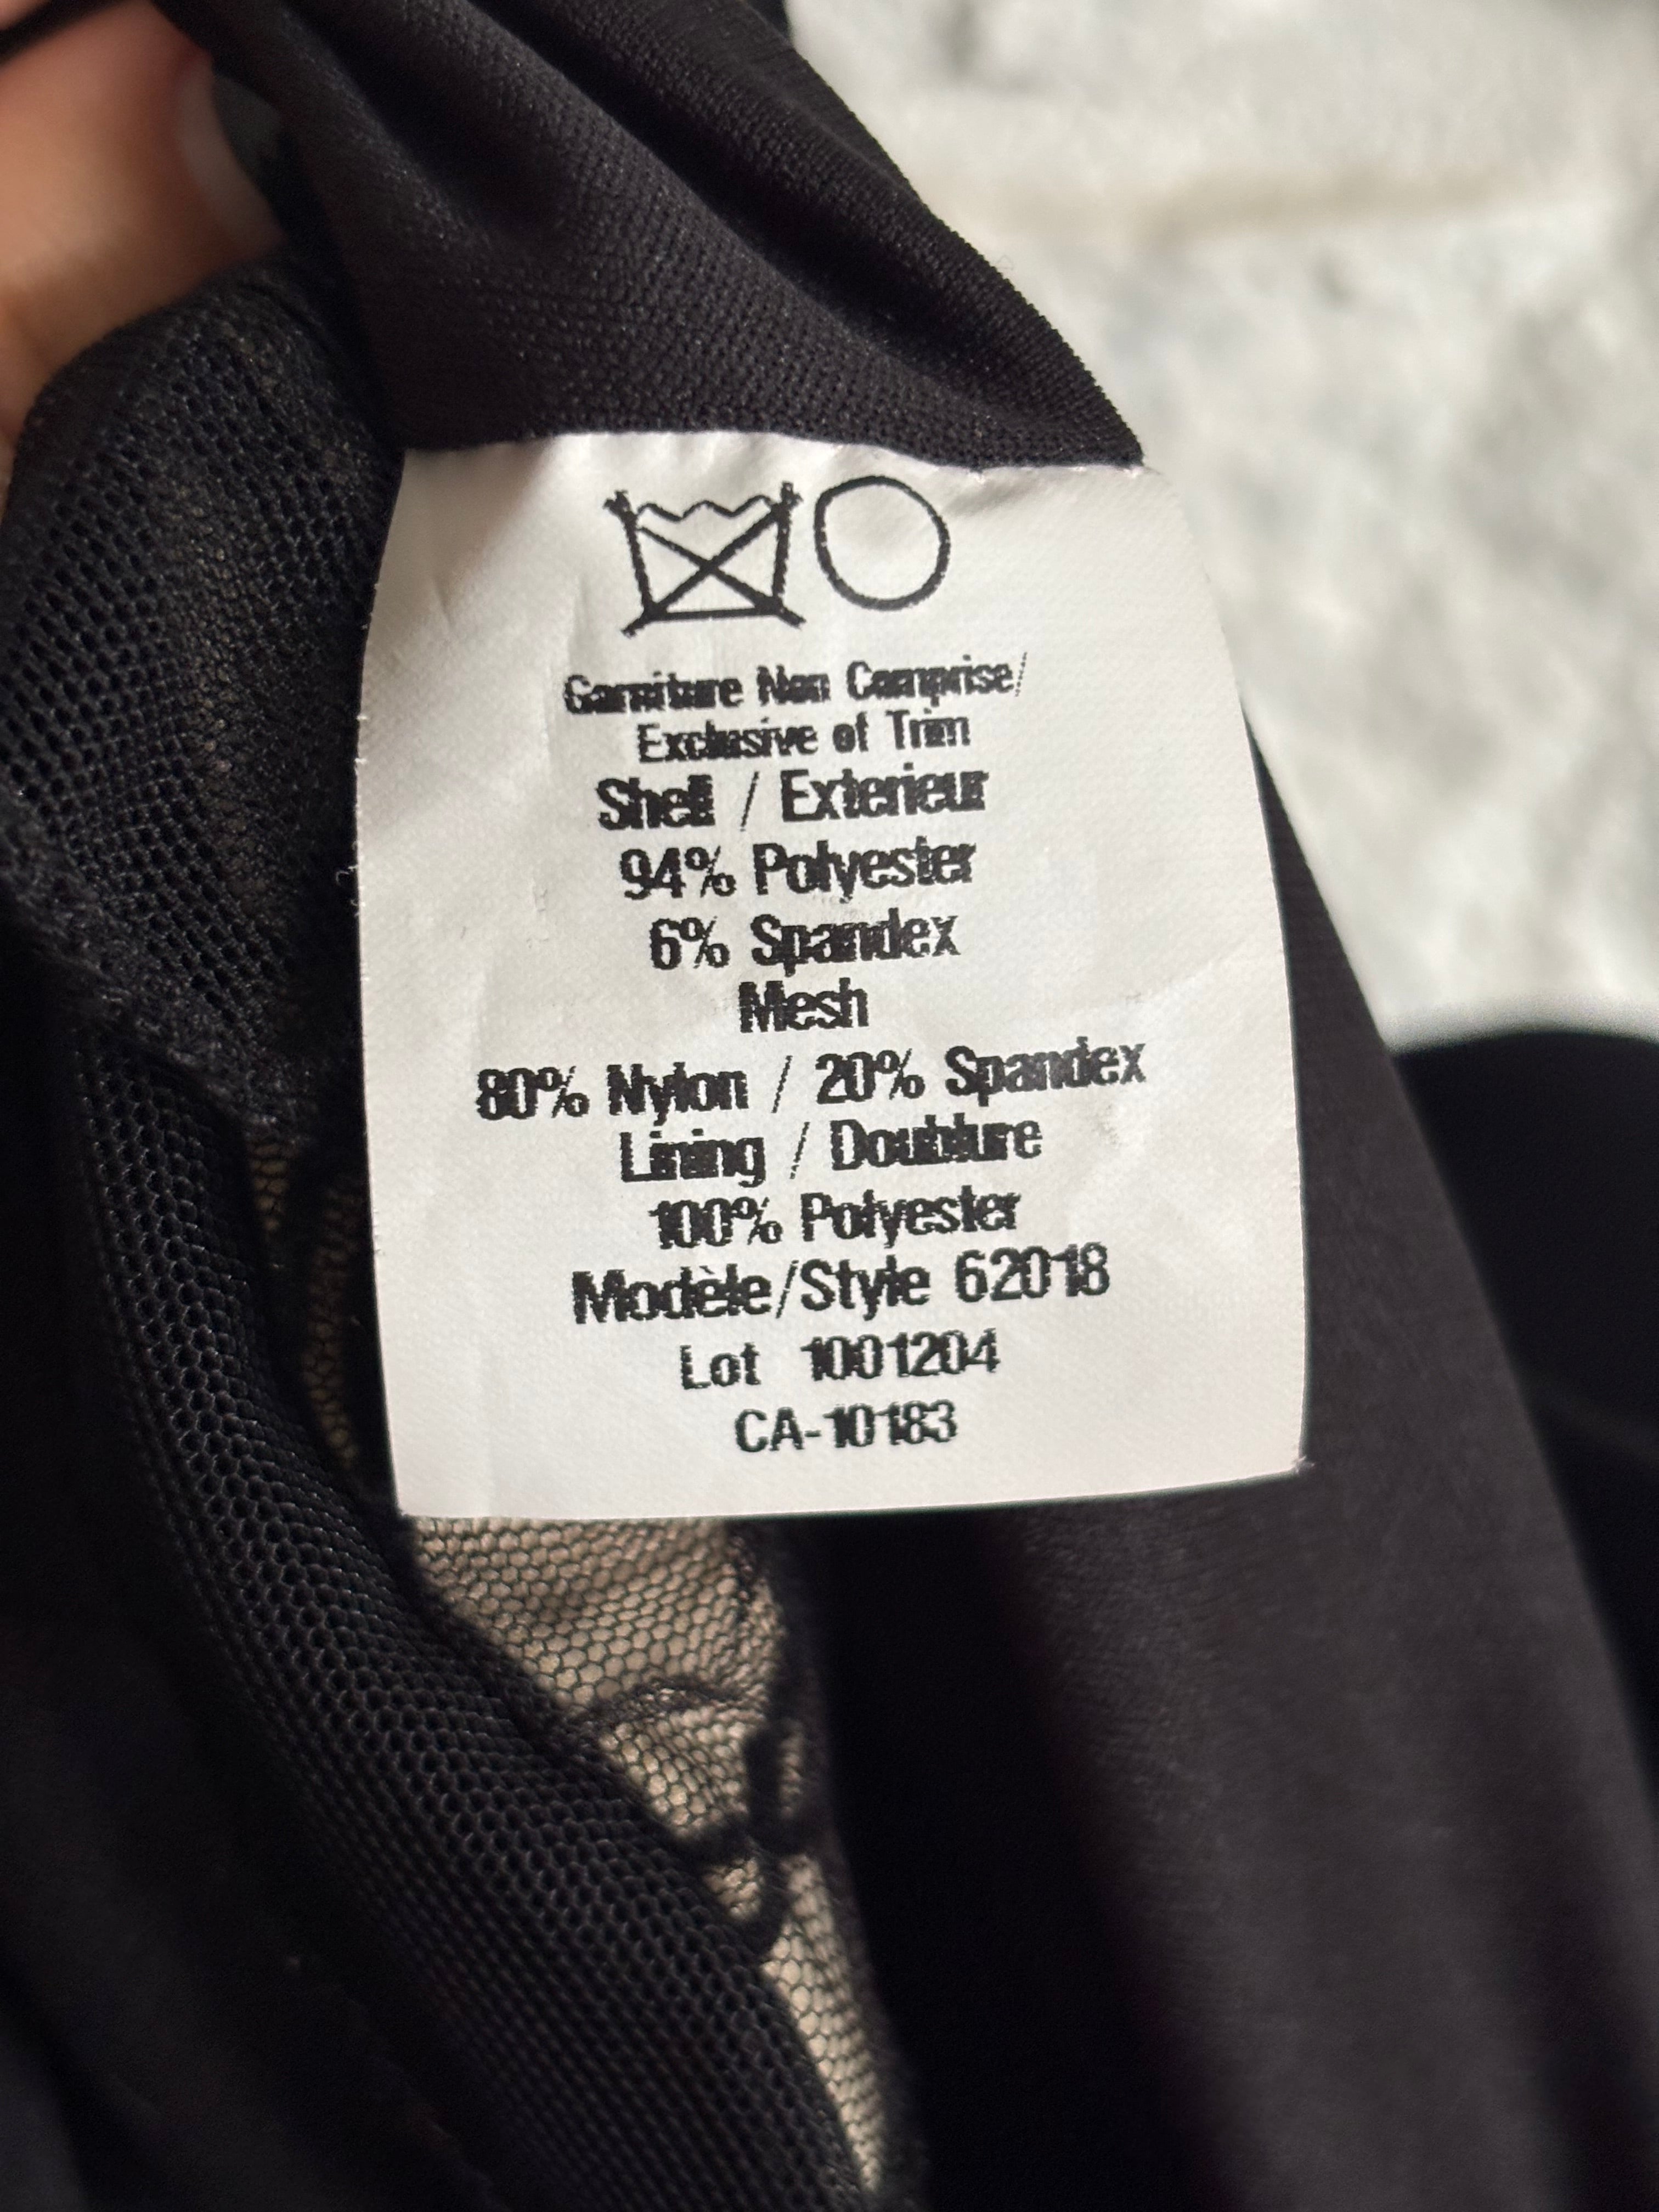 Garniture Non Comprise/
Exclusive of Trim
Shell / Exterieur
94% Polyester
6% Spandex
Mesh
80% Nylon / 20% Spandex
Lining / Doublure
100% Polyester
Modèle/Style 62018
Lot 1001204
CA-10183